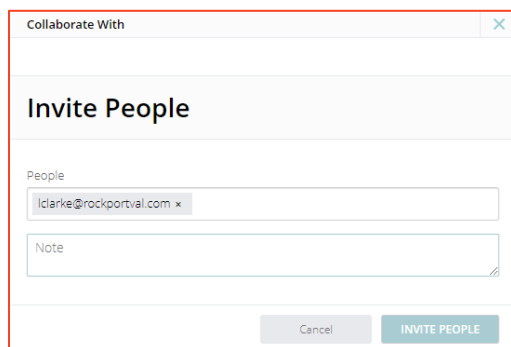 Collaborate With
Invite People
People
lclarke@rockportval.com ×
Note
Cancel
INVITE PEOPLE